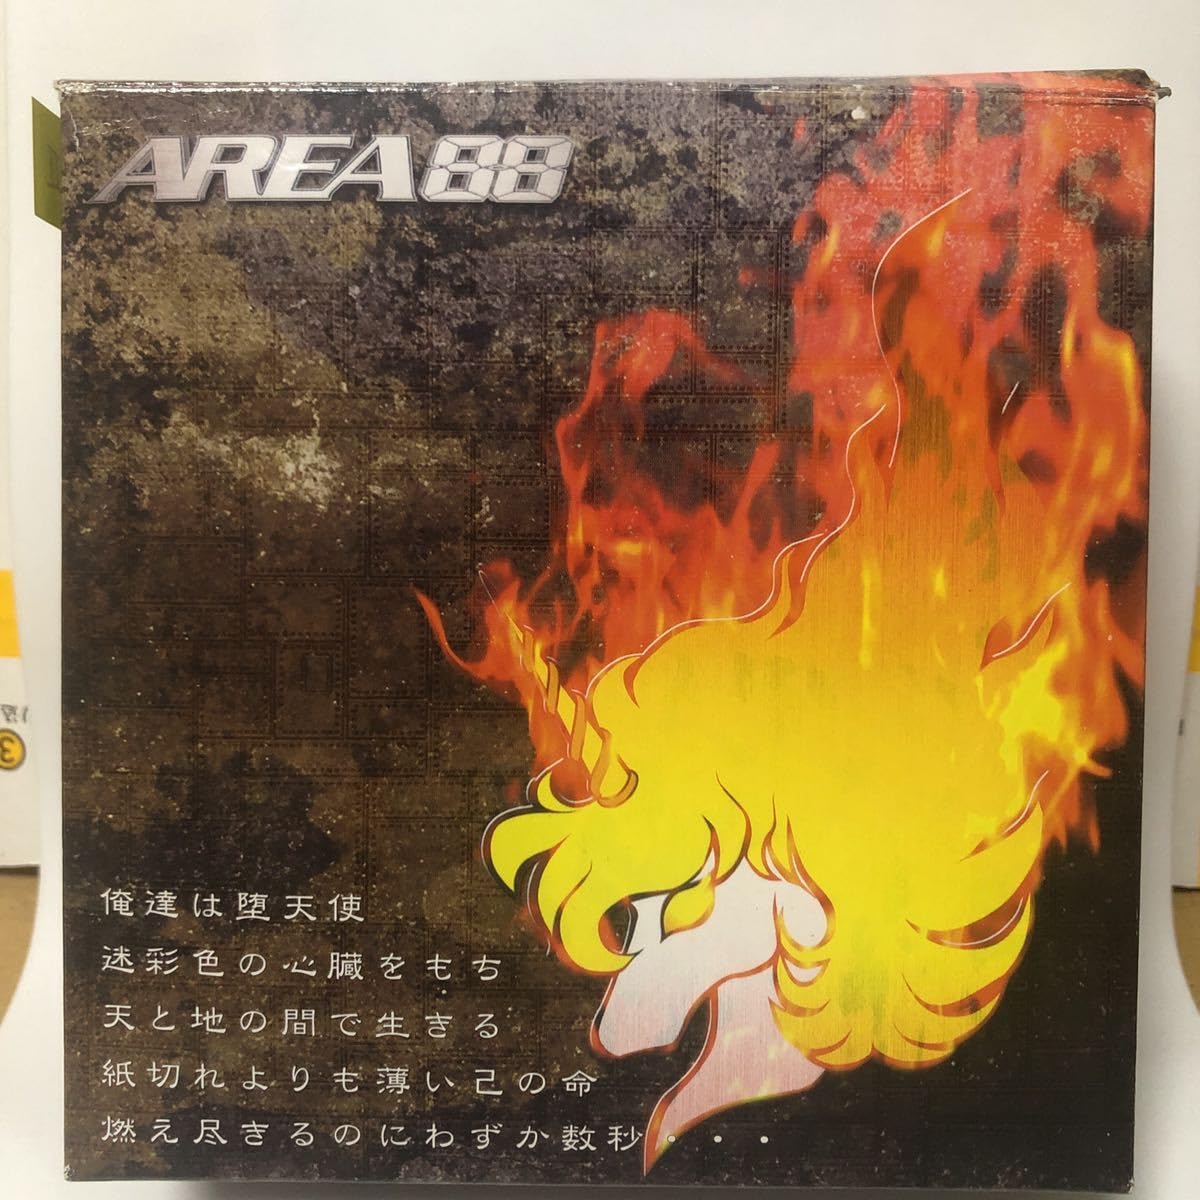 AREA88
俺達は堕天使
迷彩色の心臓をもち
天と地の間で生きる
紙切れよりも薄い己の命
燃え尽きるのにわずか数秒・・・
3